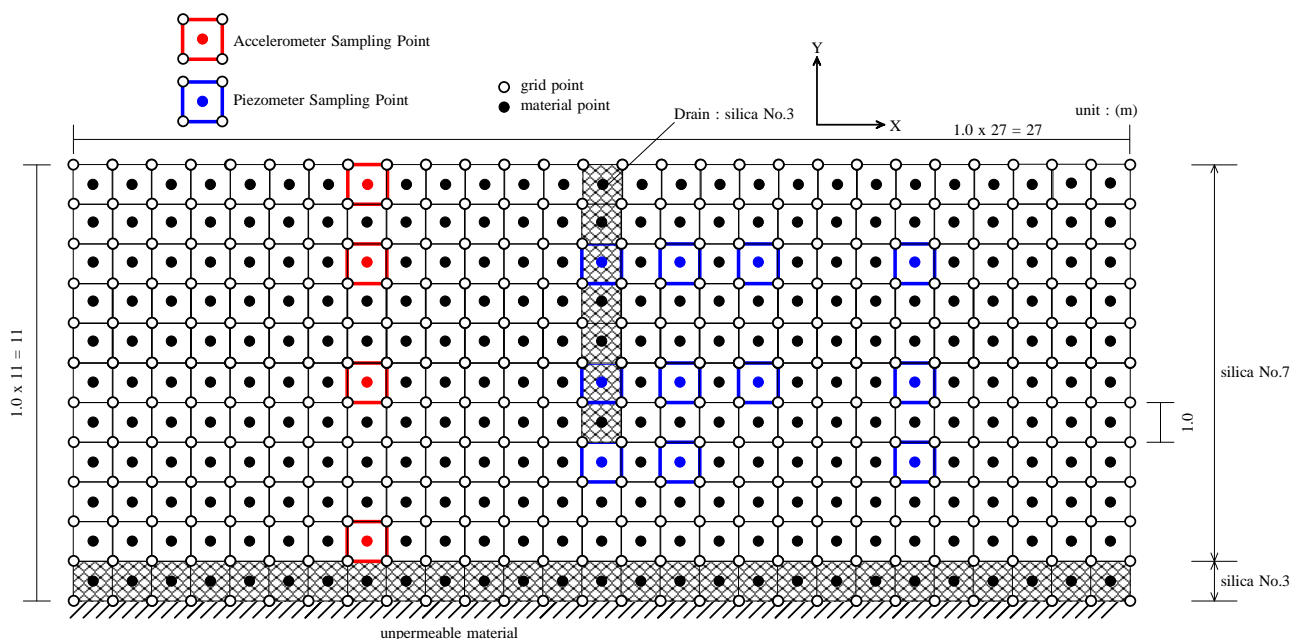 Accelerometer Sampling Point
Piezometer Sampling Point
grid point
material point
Drain : silica No.3
Y
X
unit : (m)
1.0 x 27 = 27
1.0 x 11 = 11
silica No.7
1.0
silica No.3
unpermeable material